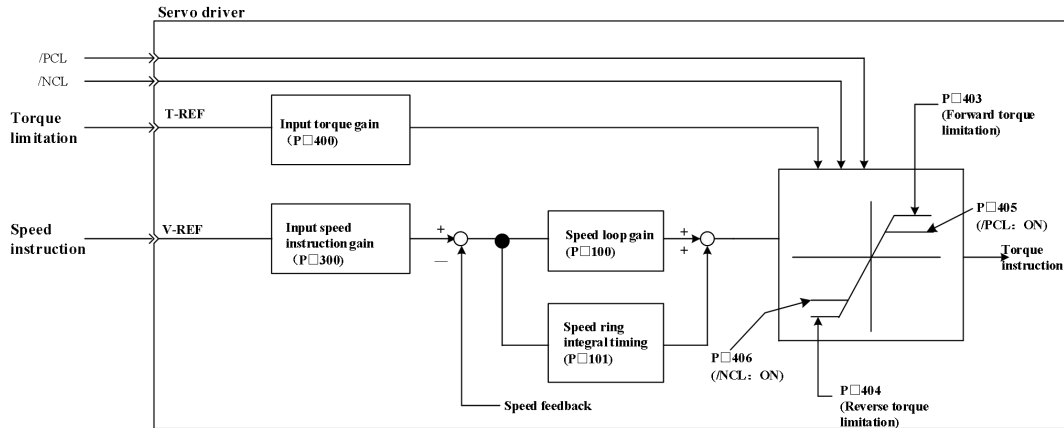 Servo driver
/PCL
/NCL
Torque
limitation
T-REF
Input torque gain
(P□400)
P□403
(Forward torque
limitation)
Speed
instruction
V-REF
Input speed
instruction gain
(P□300)
+
—
Speed loop gain
(P□100)
+
+
P□405
(/PCL：ON)
Torque
instruction
Speed ring
integral timing
(P□101)
P□406
(/NCL：ON)
P□404
(Reverse torque
limitation)
Speed feedback